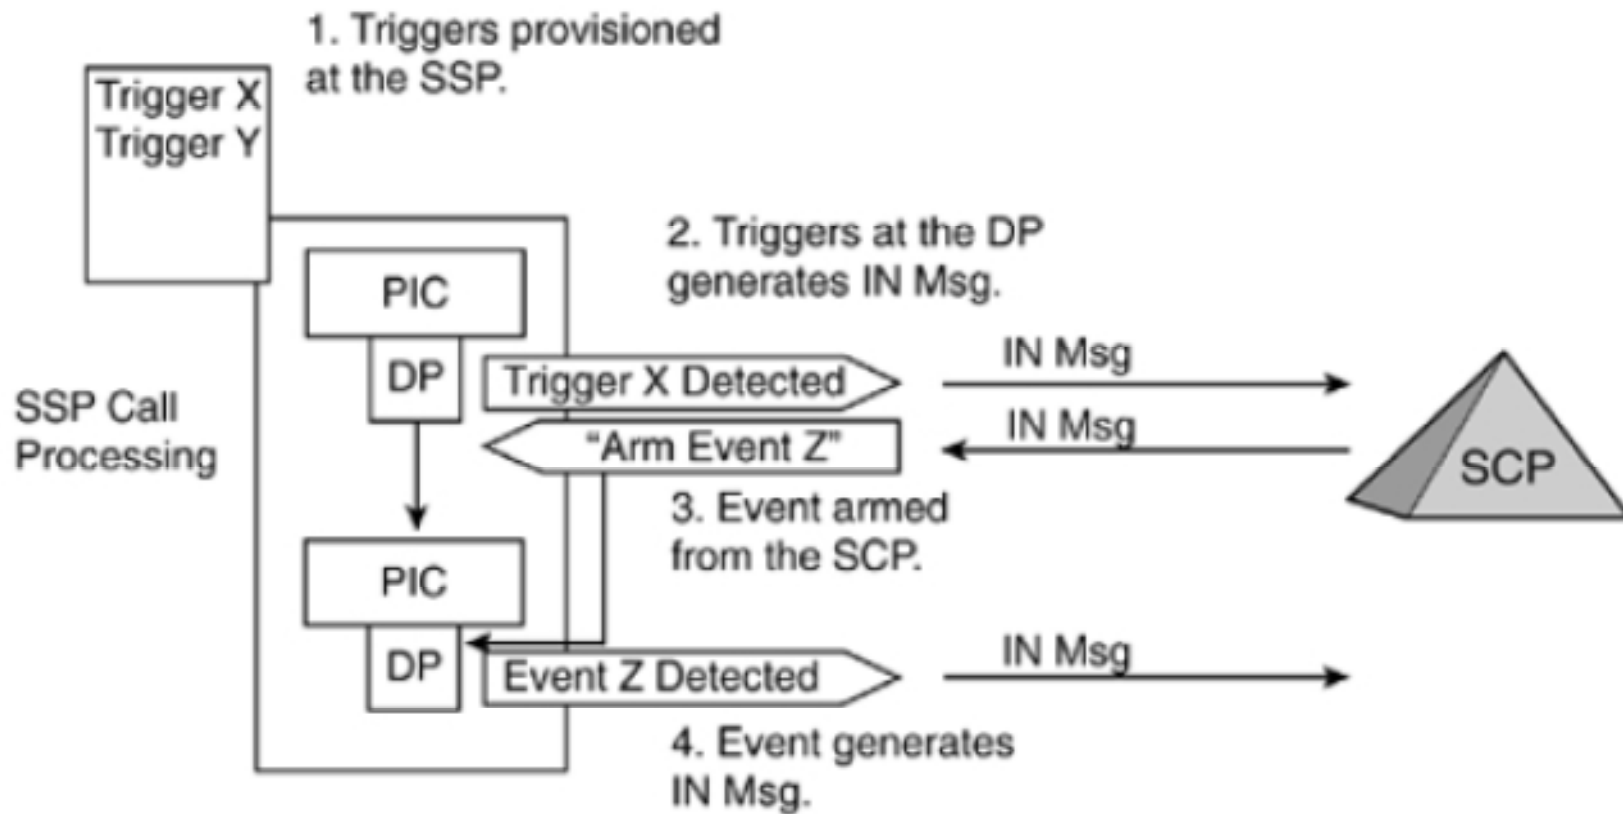 1. Triggers provisioned
at the SSP.
Trigger X
Trigger Y
2. Triggers at the DP
generates IN Msg.
PIC
DP
Trigger X Detected
IN Msg
"Arm Event Z"
IN Msg
SCP
SSP Call
Processing
3. Event armed
from the SCP.
PIC
DP
Event Z Detected
IN Msg
4. Event generates
IN Msg.